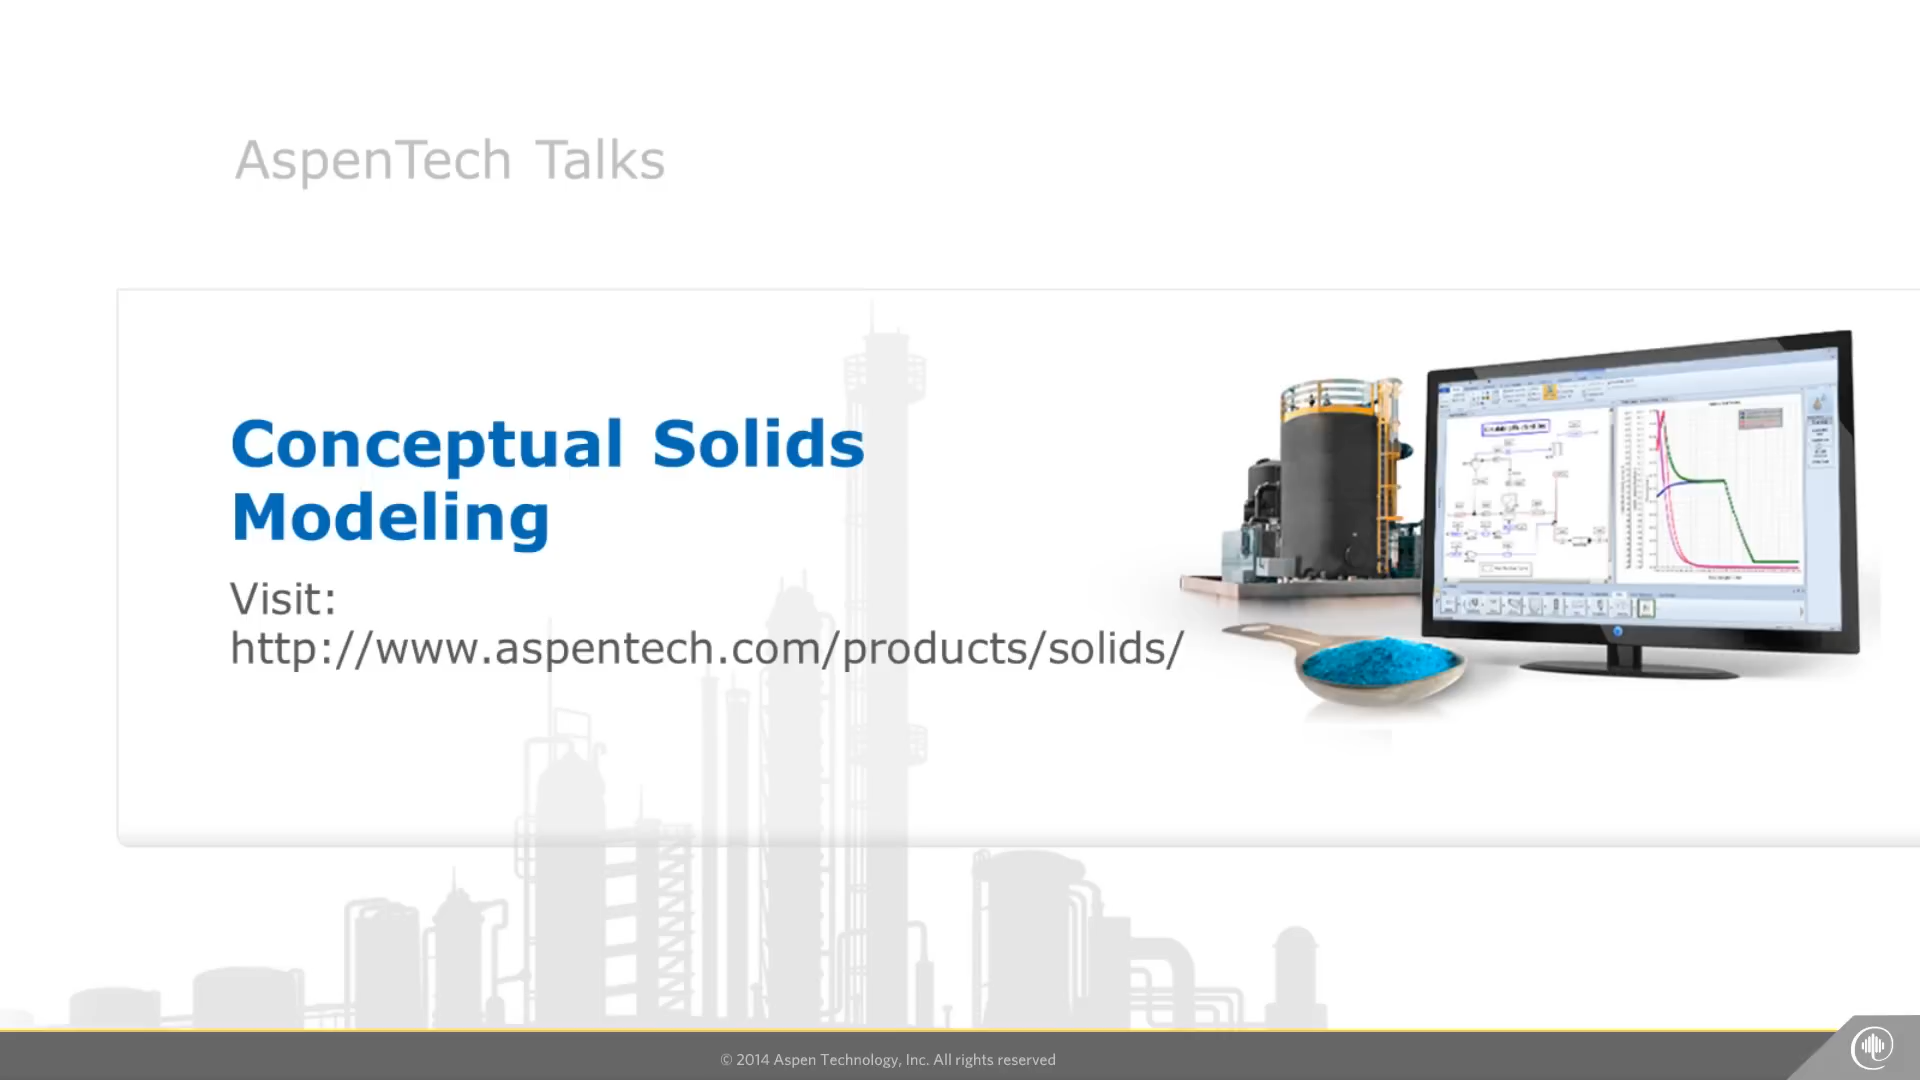 AspenTech Talks
Conceptual Solids
Modeling
Visit:
http://www.aspentech.com/products/solids/
© 2014 Aspen Technology, Inc. All rights reserved